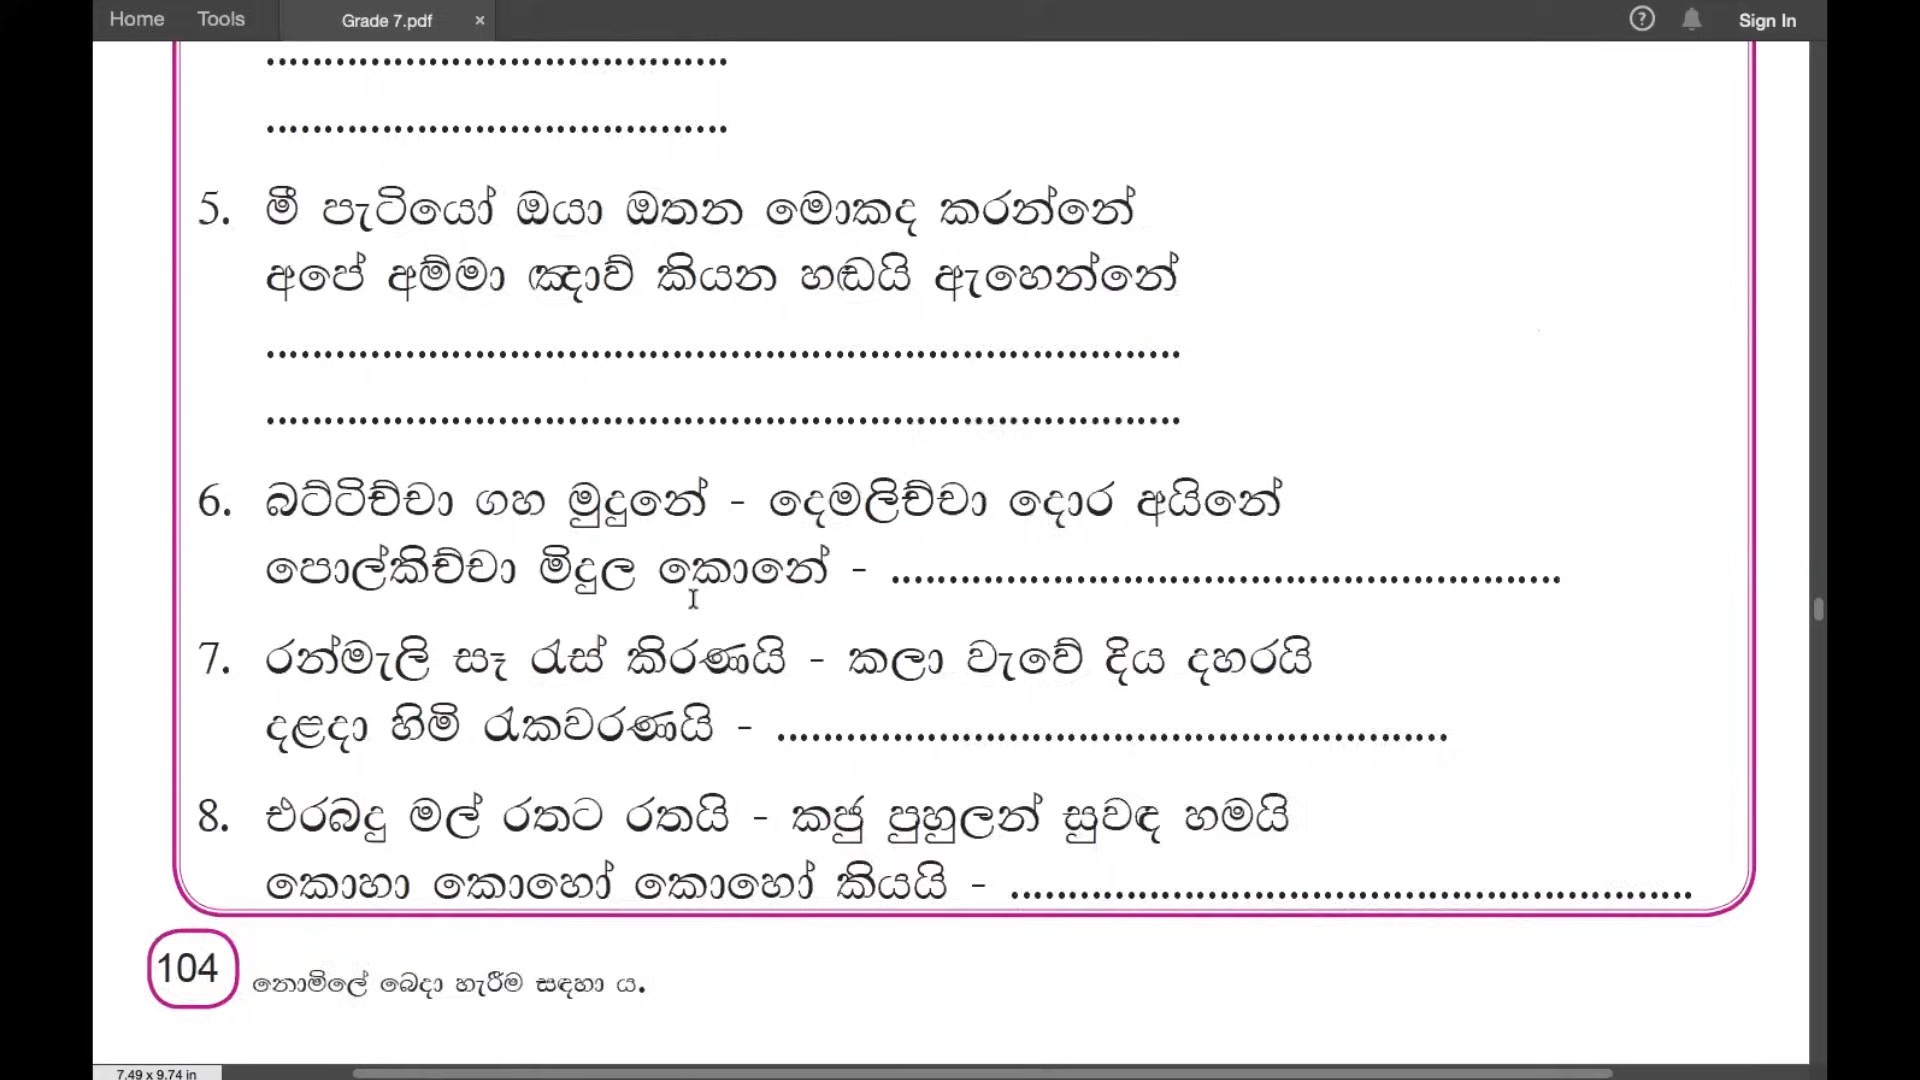 Home Tools Grade 7.pdf × ? Sign In
.......................................
.......................................
5. මී පැටියෝ ඔයා ඔතන මොකද කරන්නේ
අපේ අම්මා ඤාව් කියන හඬයි ඇහෙන්නේ
..............................................................................
..............................................................................
6. බට්ටිච්චා ගහ මුදුනේ - දෙමලිච්චා දොර අයිනේ
පොල්කිච්චා මිදුල කොනේ - .........................................................
7. රන්මැලි සෑ රැස් කිරණයි - කලා වැවේ දිය දහරයි
දළදා හිමි රැකවරණයි - .........................................................
8. එරබදු මල් රතට රතයි - කජු පුහුලන් සුවඳ හමයි
කොහා කොහෝ කොහෝ කියයි - ..........................................................
104 නොමිලේ බෙදා හැරීම සඳහා ය.
7.49 x 9.74 in